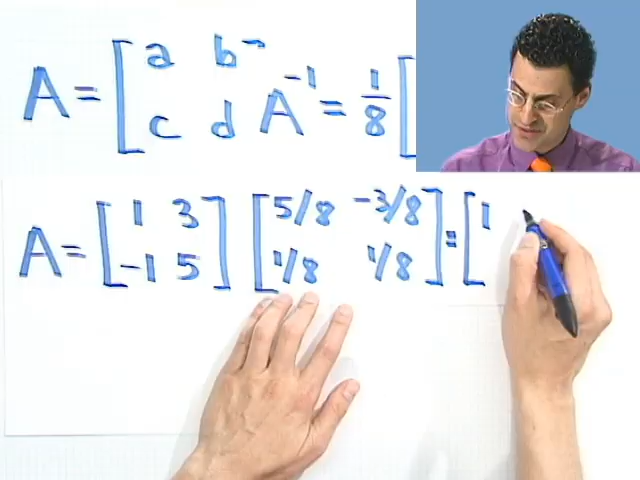 A = [ a b
c d A⁻¹ = 1/8 [
A = [ 1 3 [ 5/8 -3/8 ] = [ 1
-1 5 ] 1/8 1/8